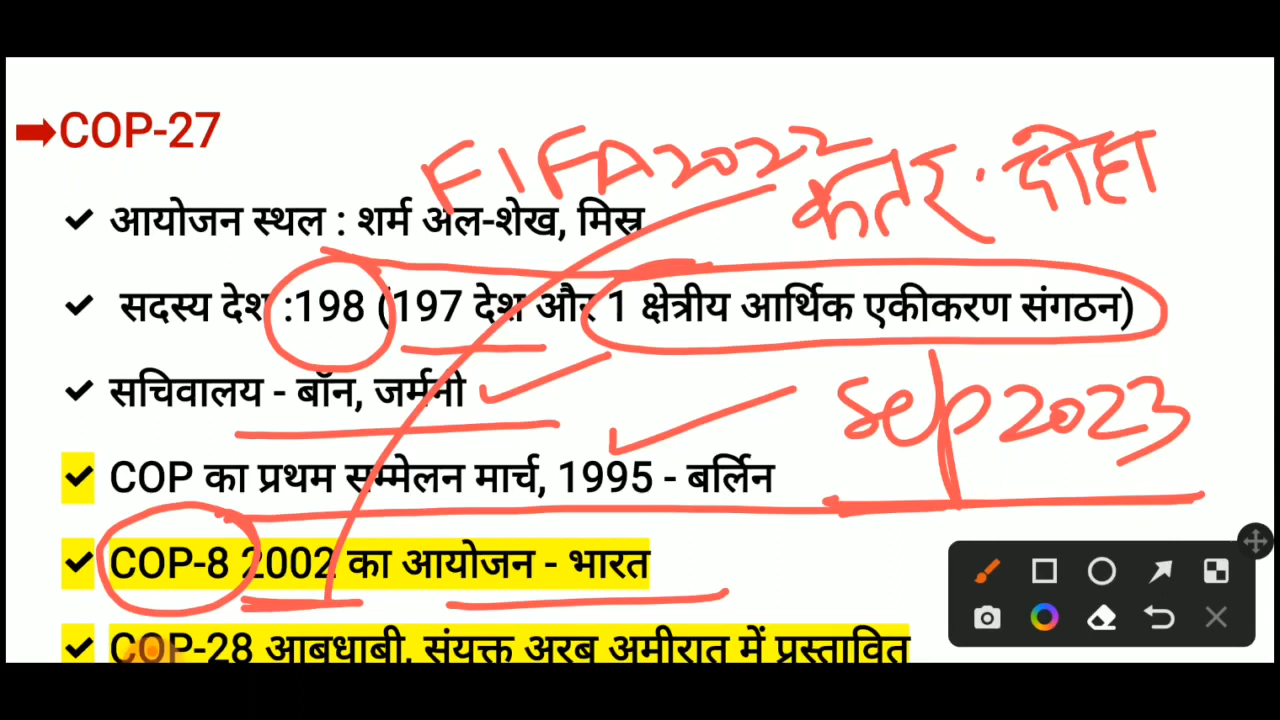 ➡COP-27
FIFA 2022 कतर . दोहा
✔ आयोजन स्थल : शर्म अल-शेख, मिस्र
✔ सदस्य देश :198 (197 देश और 1 क्षेत्रीय आर्थिक एकीकरण संगठन)
✔ सचिवालय - बॉन, जर्मनी
Sep 2023
✔ COP का प्रथम सम्मेलन मार्च, 1995 - बर्लिन
✔ COP-8 2002 का आयोजन - भारत
✔ COP-28 आबूधाबी, संयुक्त अरब अमीरात में प्रस्तावित